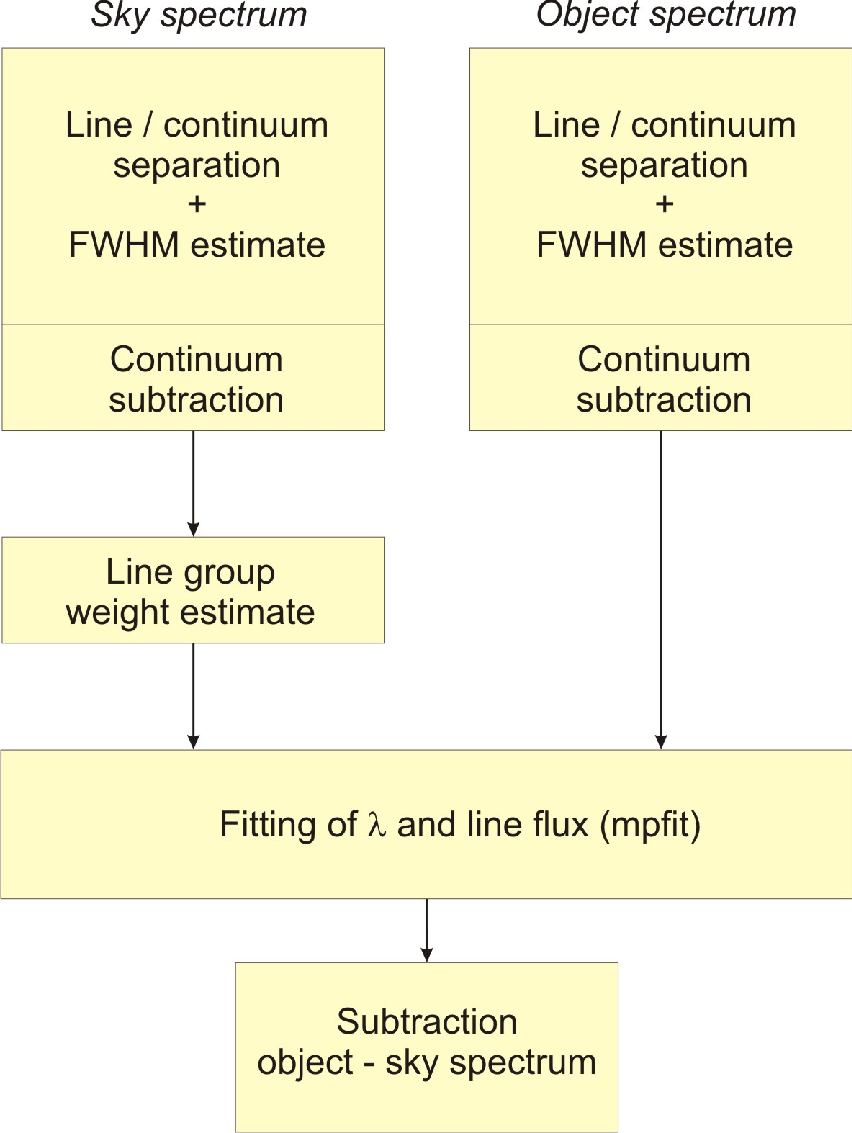 Sky spectrum
Object spectrum
Line / continuum
separation
+
FWHM estimate
Line / continuum
separation
+
FWHM estimate
Continuum
subtraction
Continuum
subtraction
Line group
weight estimate
Fitting of λ and line flux (mpfit)
Subtraction
object - sky spectrum